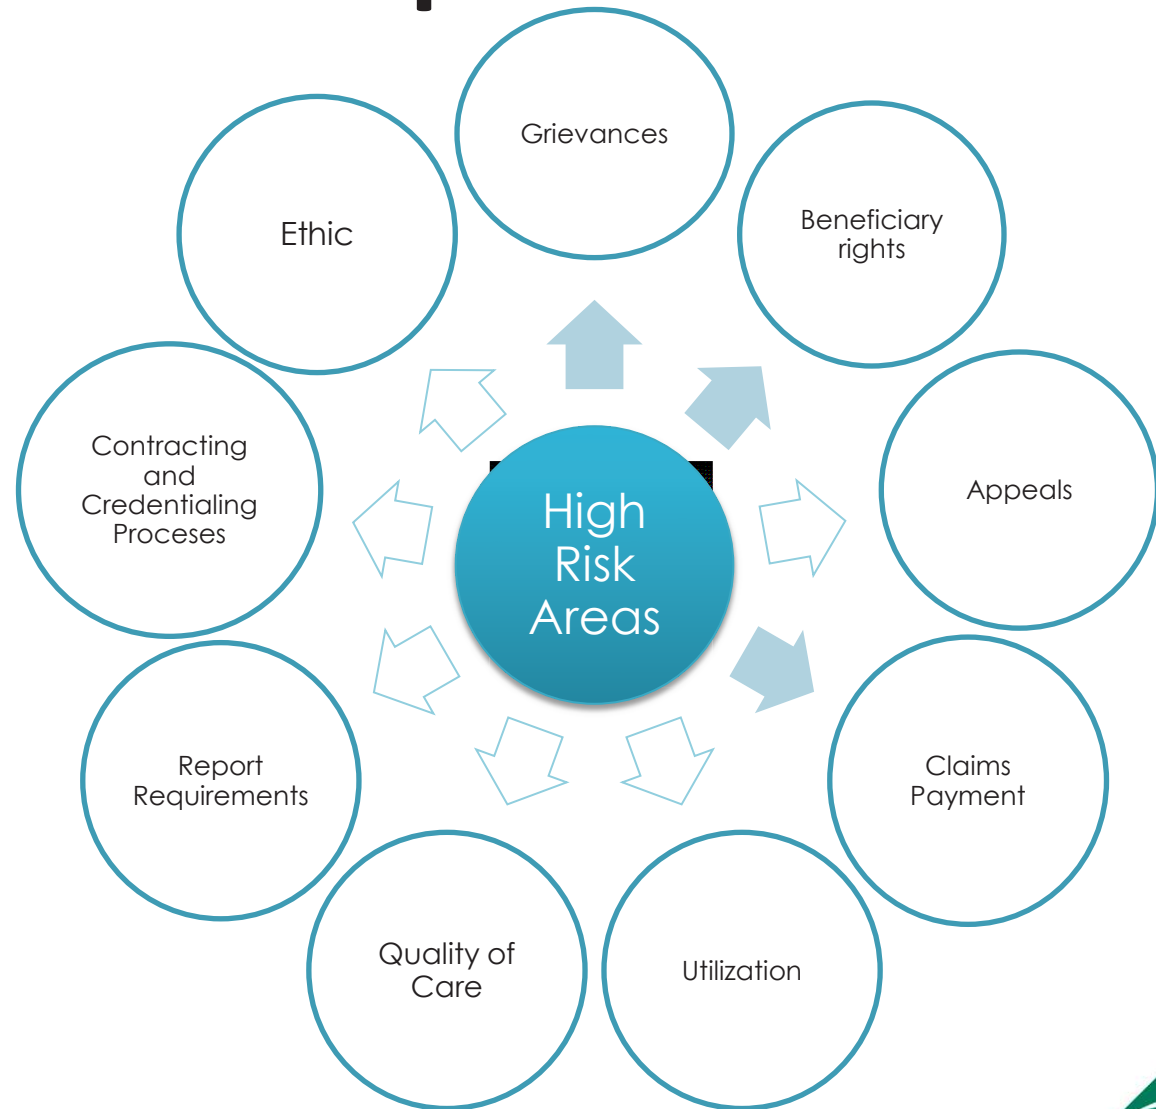 Grievances
Beneficiary
rights
Appeals
Claims
Payment
Utilization
Quality of
Care
Report
Requirements
Contracting
and
Credentialing
Proceses
Ethic
High
Risk
Areas